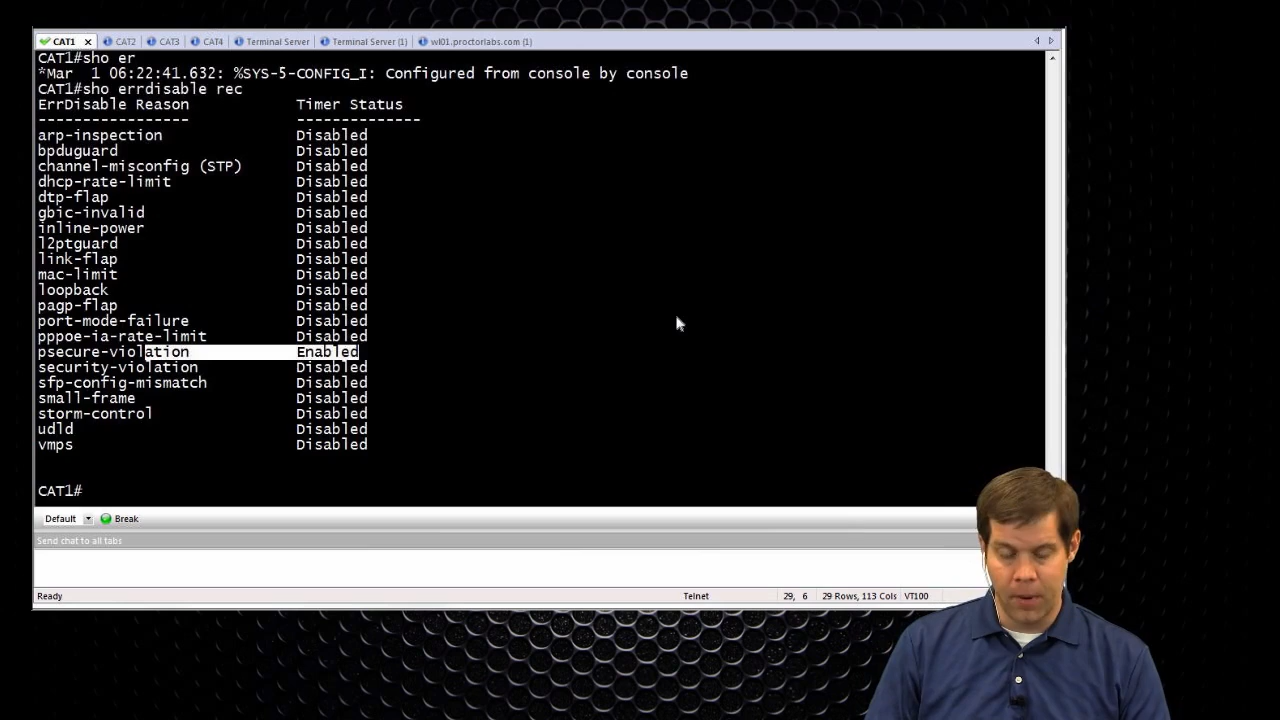 CAT1 CAT2 CAT3 CAT4 Terminal Server Terminal Server (1) wl01.proctorlabs.com (1)
CAT1#sho er
*Mar  1 06:22:41.632: %SYS-5-CONFIG_I: Configured from console by console
CAT1#sho errdisable rec
ErrDisable Reason            Timer Status
-----------------            --------------
arp-inspection               Disabled
bpduguard                    Disabled
channel-misconfig (STP)      Disabled
dhcp-rate-limit              Disabled
dtp-flap                     Disabled
gbic-invalid                 Disabled
inline-power                 Disabled
l2ptguard                    Disabled
link-flap                    Disabled
mac-limit                    Disabled
loopback                     Disabled
pagp-flap                    Disabled
port-mode-failure            Disabled
pppoe-ia-rate-limit          Disabled
psecure-violation            Enabled
security-violation           Disabled
sfp-config-mismatch          Disabled
small-frame                  Disabled
storm-control                Disabled
udld                         Disabled
vmps                         Disabled
CAT1#
Default Break
Send chat to all tabs
Ready Telnet 29, 6 29 Rows, 113 Cols VT100